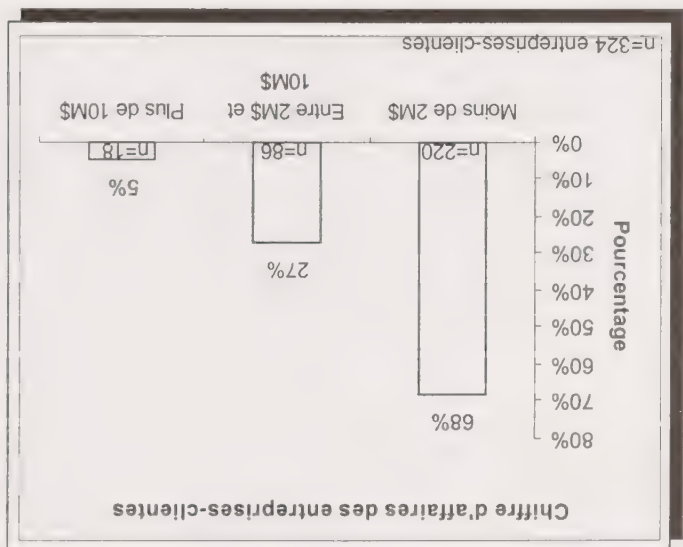 Chiffre d'affaires des entreprises-clientes
Pourcentage
80%
70%
60%
50%
40%
30%
20%
10%
0%
68%
27%
5%
n=220
n=86
n=18
Moins de 2M$
Entre 2M$ et
10M$
Plus de 10M$
n=324 entreprises-clientes